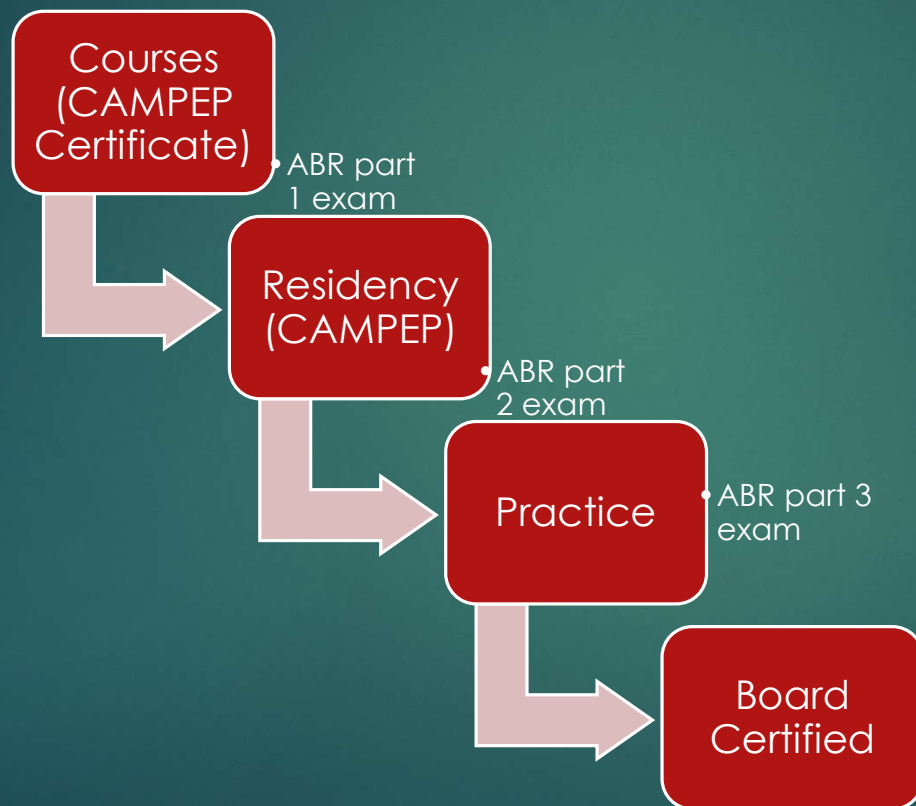 Courses
(CAMPEP
Certificate)
• ABR part
1 exam
Residency
(CAMPEP)
• ABR part
2 exam
Practice
• ABR part 3
exam
Board
Certified